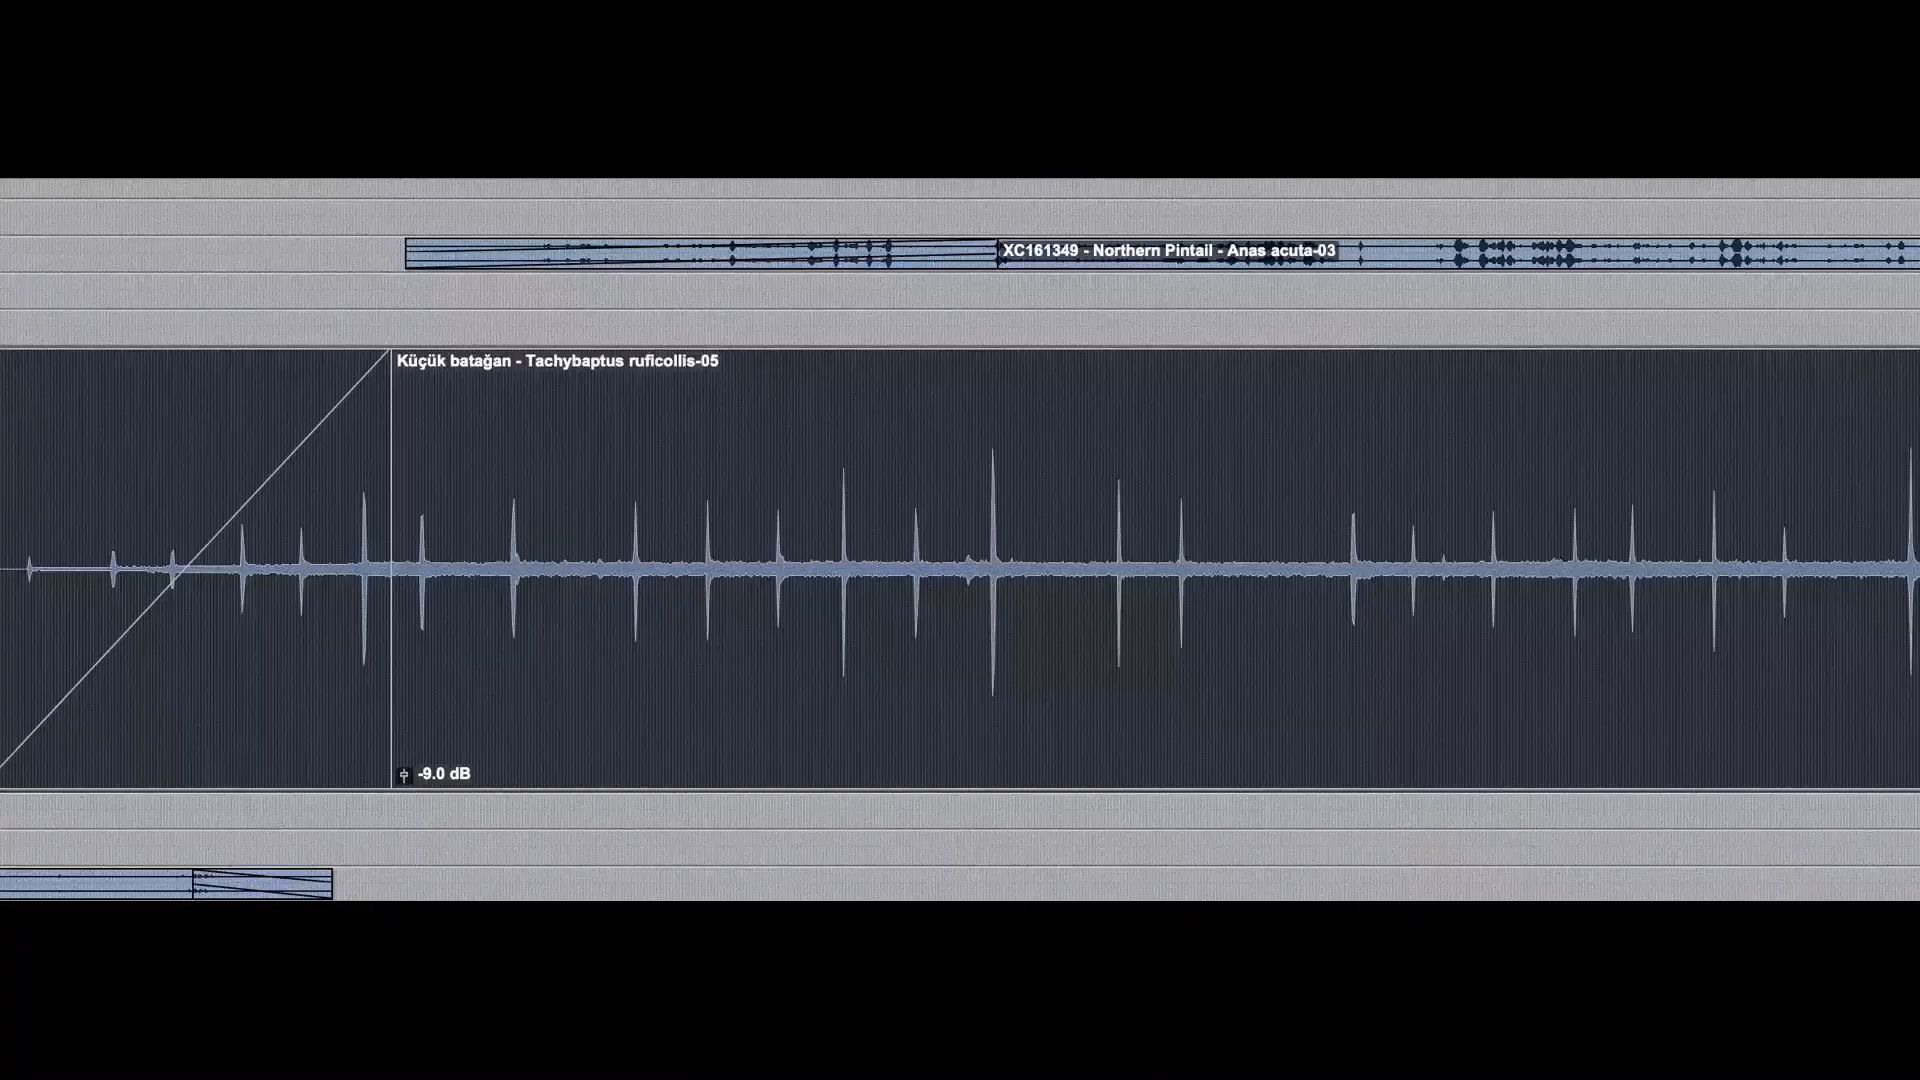 XC161349 - Northern Pintail - Anas acuta-03
Küçük batağan - Tachybaptus ruficollis-05
-9.0 dB